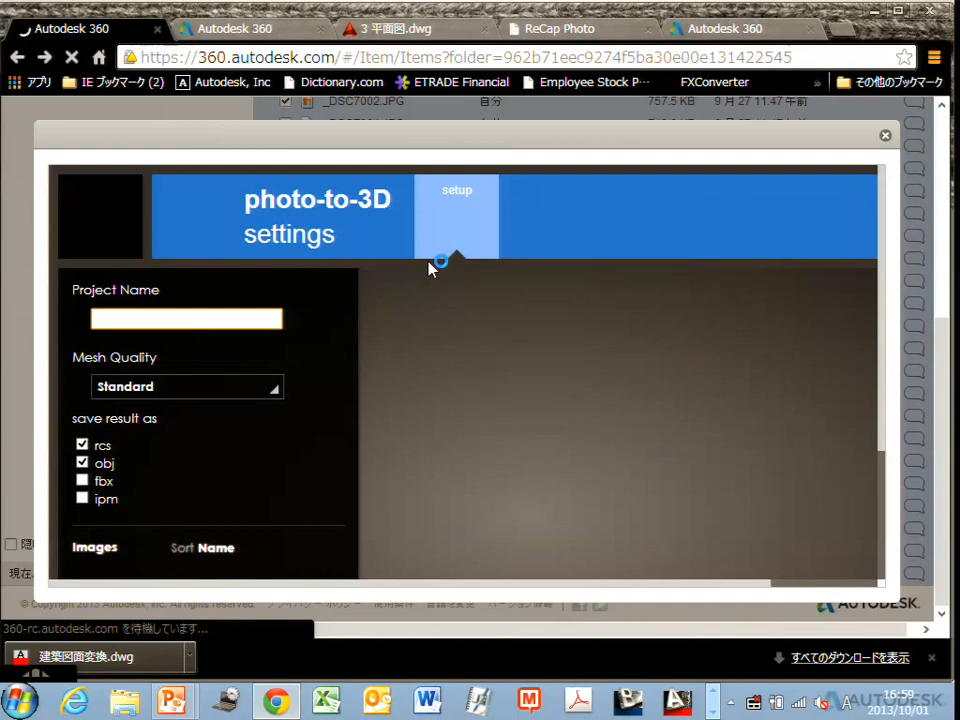 Autodesk 360
Autodesk 360
3 平面図.dwg
ReCap Photo
Autodesk 360
https://360.autodesk.com/#/Item/Items?folder=962b71eec9274f5ba30e00e131422545
アプリ
IE ブックマーク (2)
Autodesk, Inc
Dictionary.com
ETRADE Financial
Employee Stock P…
FXConverter
»
その他のブックマーク
_DSC7002.JPG 自分 757.5 KB 9 月 27 11:47 午前
photo-to-3D
settings
setup
Project Name
Mesh Quality
Standard
save result as
rcs
obj
fbx
ipm
Images
Sort Name
現在
AUTODESK.
360-rc.autodesk.com を待機しています...
建築図面変換.dwg
すべてのダウンロードを表示
AUTODESK
16:59
2013/10/01